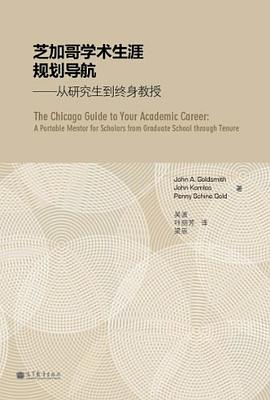 芝加哥学术生涯
规划导航
——从研究生到终身教授
The Chicago Guide to Your Academic Career:
A Portable Mentor for Scholars from Graduate School through Tenure
John A. Goldsmith
John Komlos
Penny Schine Gold
著
吴波
叶丽芳 译
梁辰
高等教育出版社